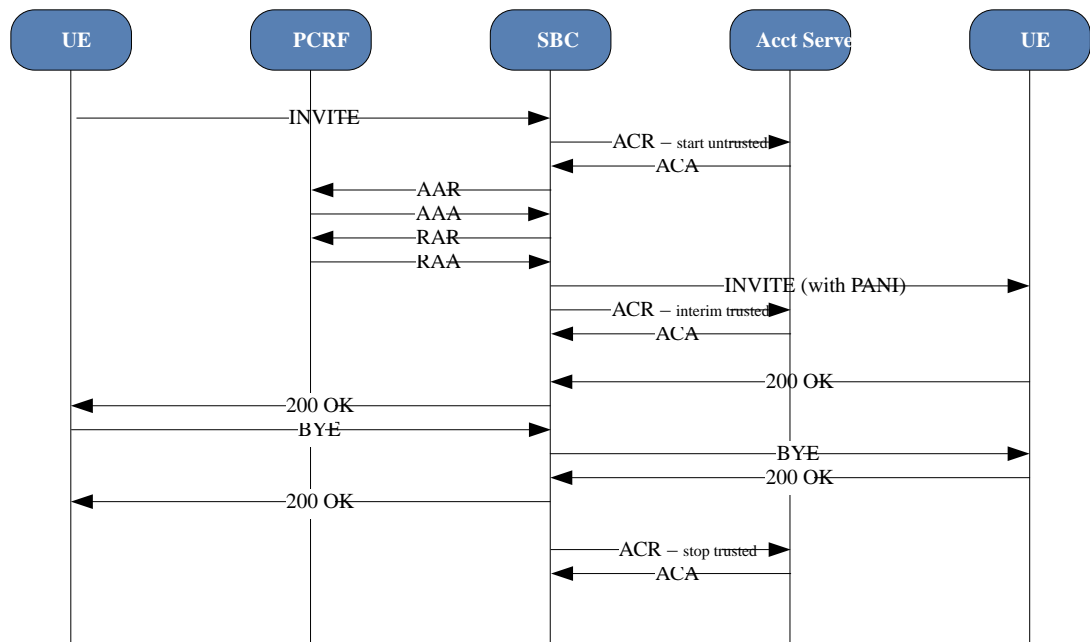 UE
PCRF
SBC
Acct Serve
UE
INVITE
ACR – start untrusted
ACA
AAR
AAA
RAR
RAA
INVITE (with PANI)
ACR – interim trusted
ACA
200 OK
200 OK
BYE
BYE
200 OK
200 OK
ACR – stop trusted
ACA